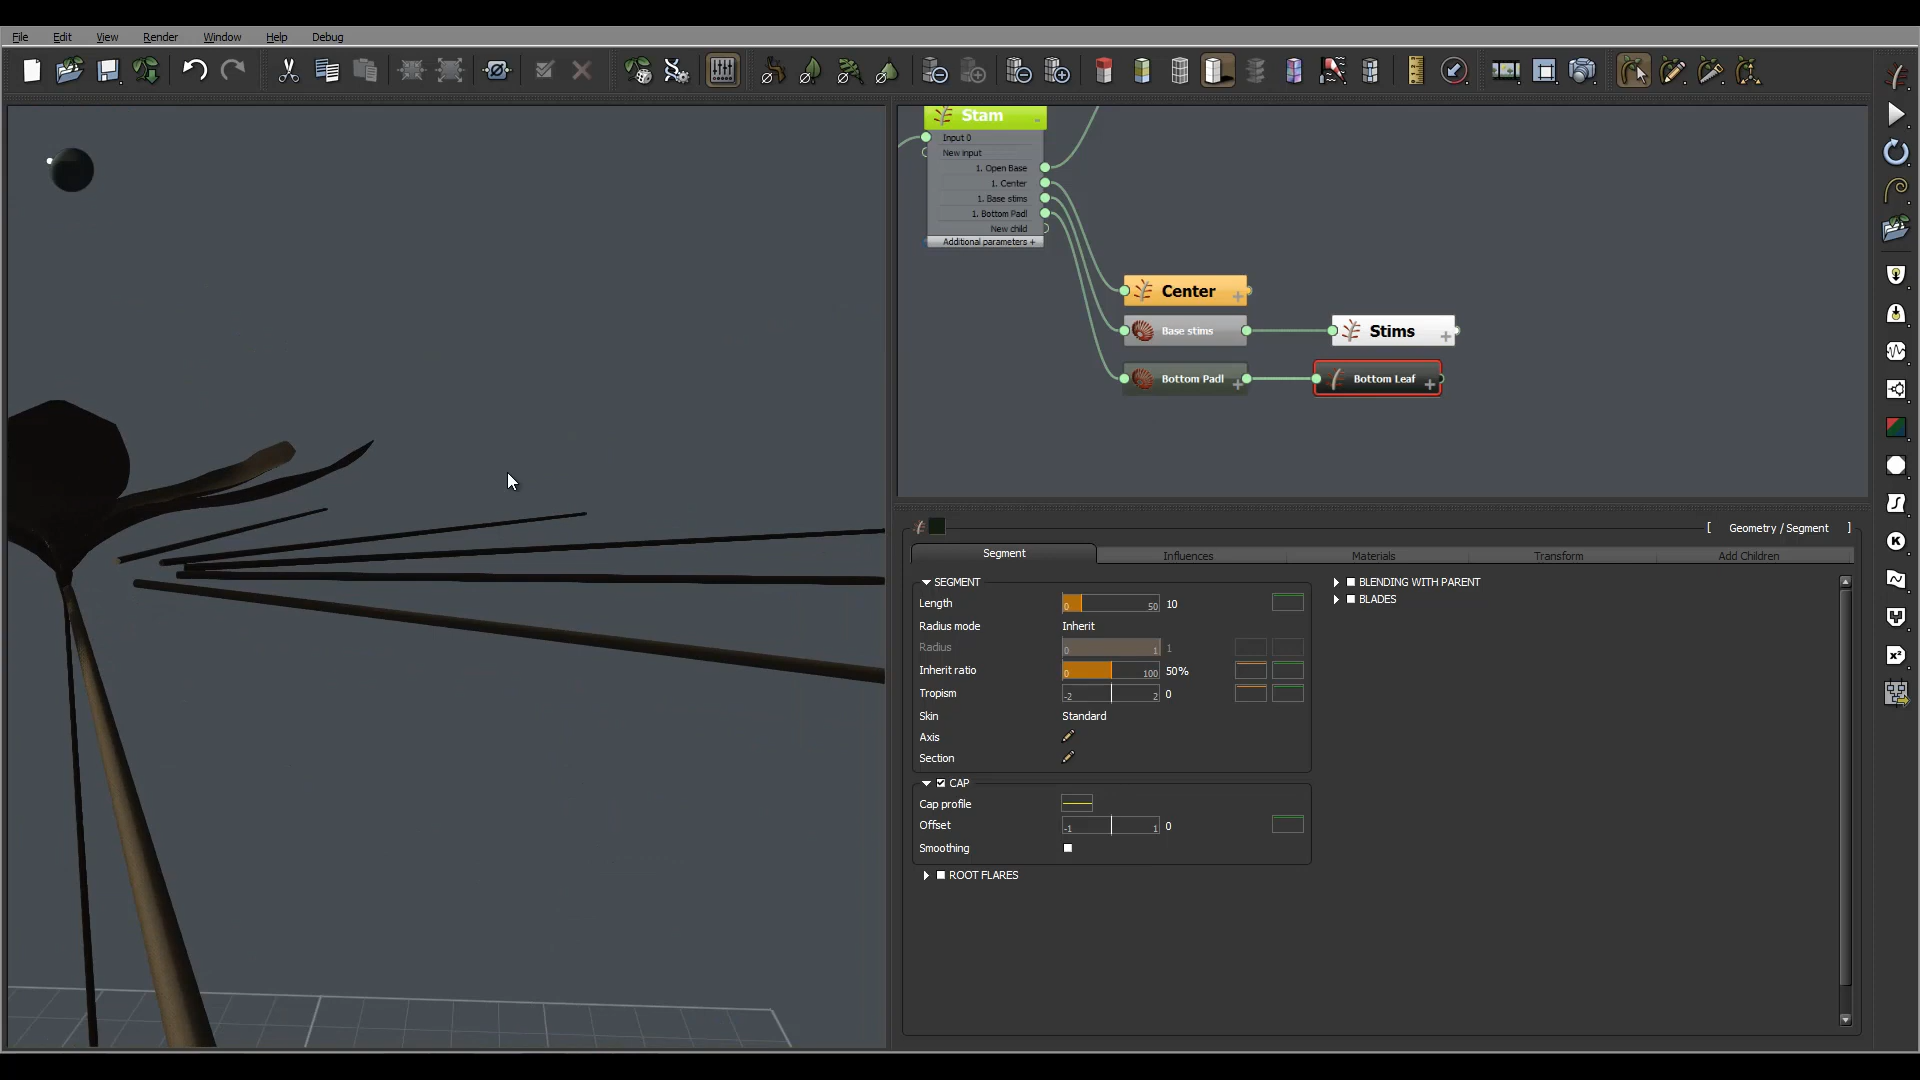 File Edit View Render Window Help Debug
Stam
Input 0
New input
1. Open Base
1. Center
1. Base stims
1. Bottom Padl
New child
Additional parameters +
Center
Base stims
Stims
Bottom Padl
Bottom Leaf
[ Geometry / Segment ]
Segment Influences Materials Transform Add Children
SEGMENT
Length 0 50 10
Radius mode Inherit
Radius 0 1 1
Inherit ratio 0 100 50%
Tropism -2 2 0
Skin Standard
Axis
Section
CAP
Cap profile
Offset -1 1 0
Smoothing
ROOT FLARES
BLENDING WITH PARENT
BLADES
K
x²